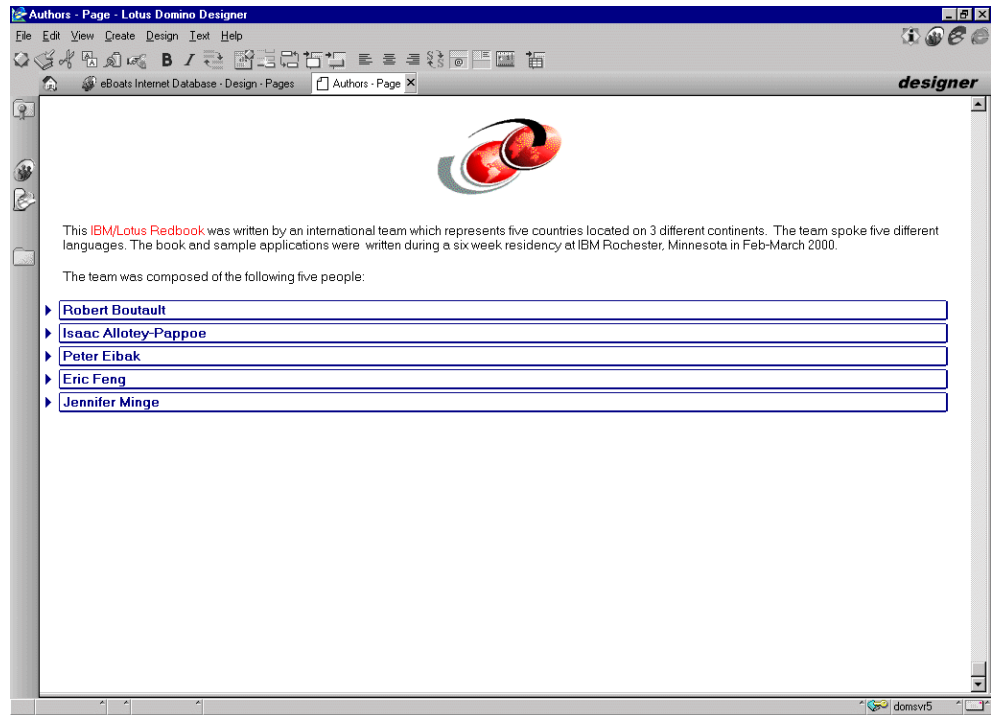 Authors - Page - Lotus Domino Designer
File Edit View Create Design Text Help
B I
eBoats Internet Database - Design - Pages Authors - Page designer
This IBM/Lotus Redbook was written by an international team which represents five countries located on 3 different continents. The team spoke five different
languages. The book and sample applications were written during a six week residency at IBM Rochester, Minnesota in Feb-March 2000.
The team was composed of the following five people:
Robert Boutault
Isaac Allotey-Pappoe
Peter Eibak
Eric Feng
Jennifer Minge
domsvr5